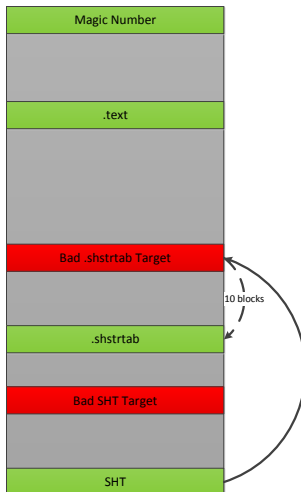 Magic Number
.text
Bad .shstrtab Target
10 blocks
.shstrtab
Bad SHT Target
SHT